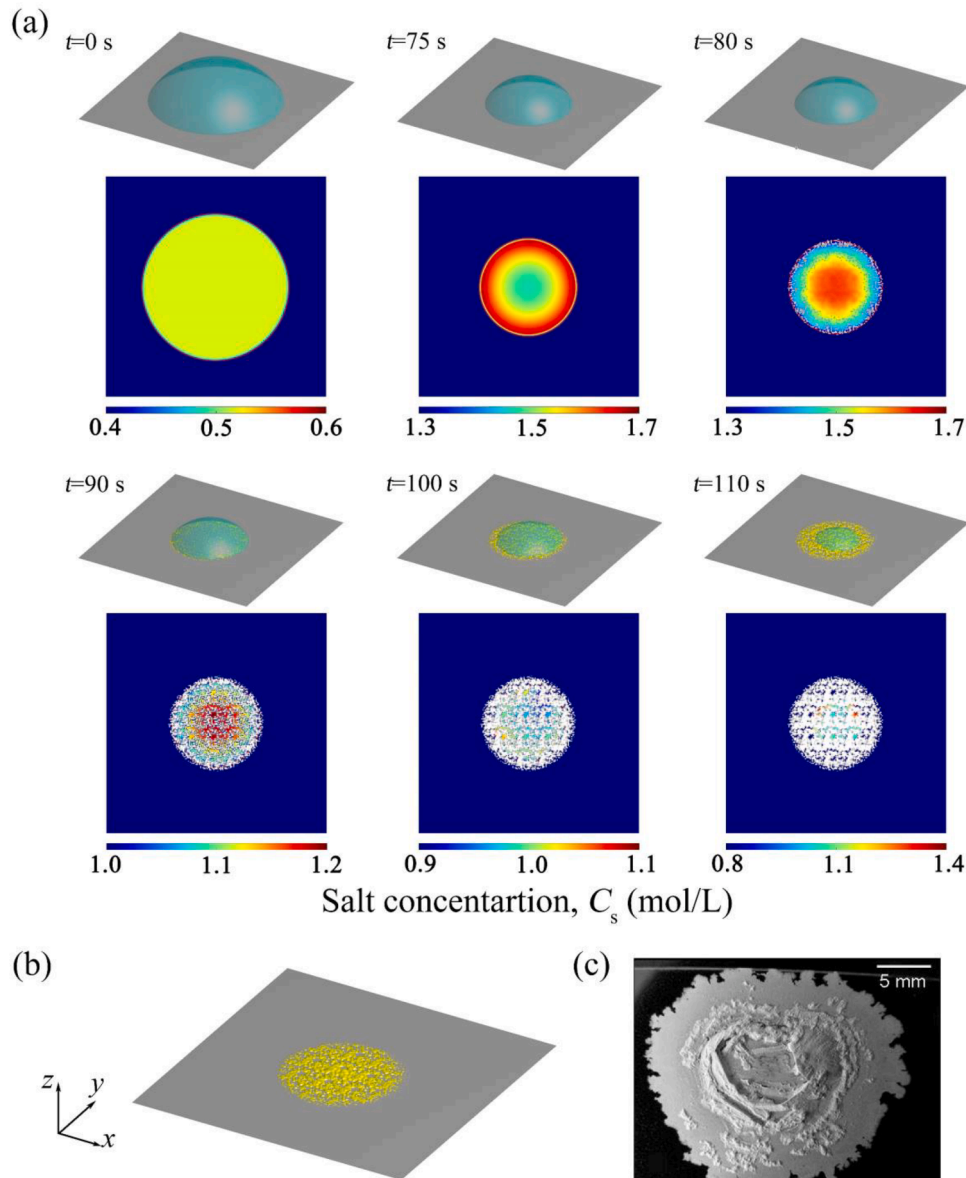 (a)
t=0 s t=75 s t=80 s
0.4 0.5 0.6 1.3 1.5 1.7 1.3 1.5 1.7
t=90 s t=100 s t=110 s
1.0 1.1 1.2 0.9 1.0 1.1 0.8 1.1 1.4
Salt concentartion, Cs (mol/L)
(b) (c)
5 mm
z y x